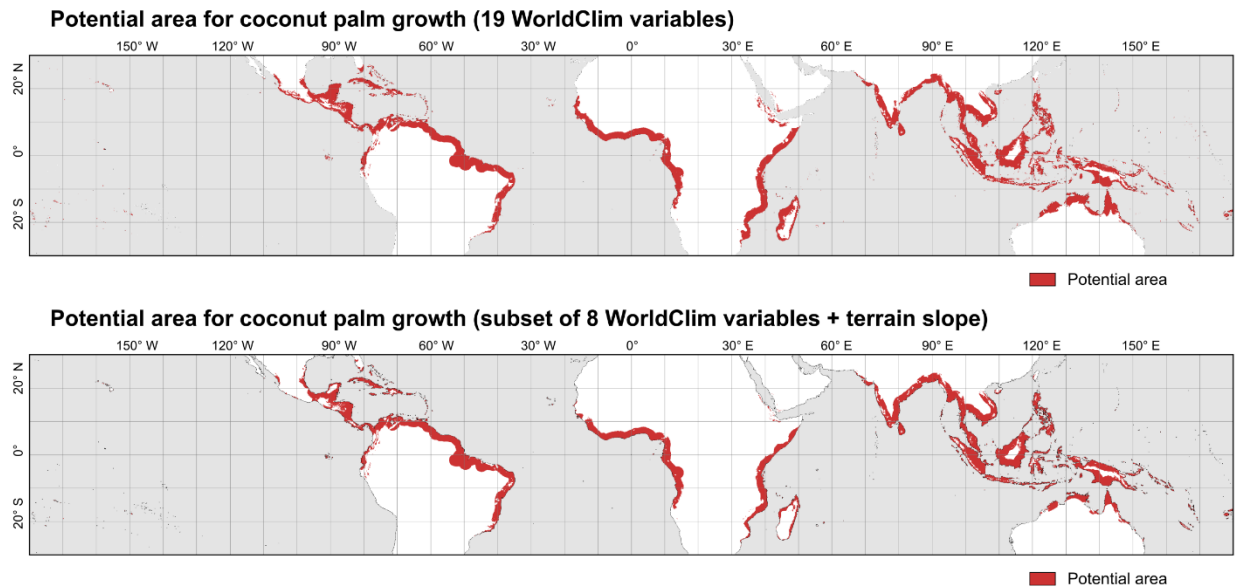 Potential area for coconut palm growth (19 WorldClim variables)
150° W 120° W 90° W 60° W 30° W 0° 30 E 60° E 90° E 120° E 150° E
20° N
0°
20° S
Potential area
Potential area for coconut palm growth (subset of 8 WorldClim variables + terrain slope)
150° W 120° W 90° W 60° W 30° W 0° 30 E 60° E 90° E 120° E 150° E
20° N
0°
20° S
Potential area